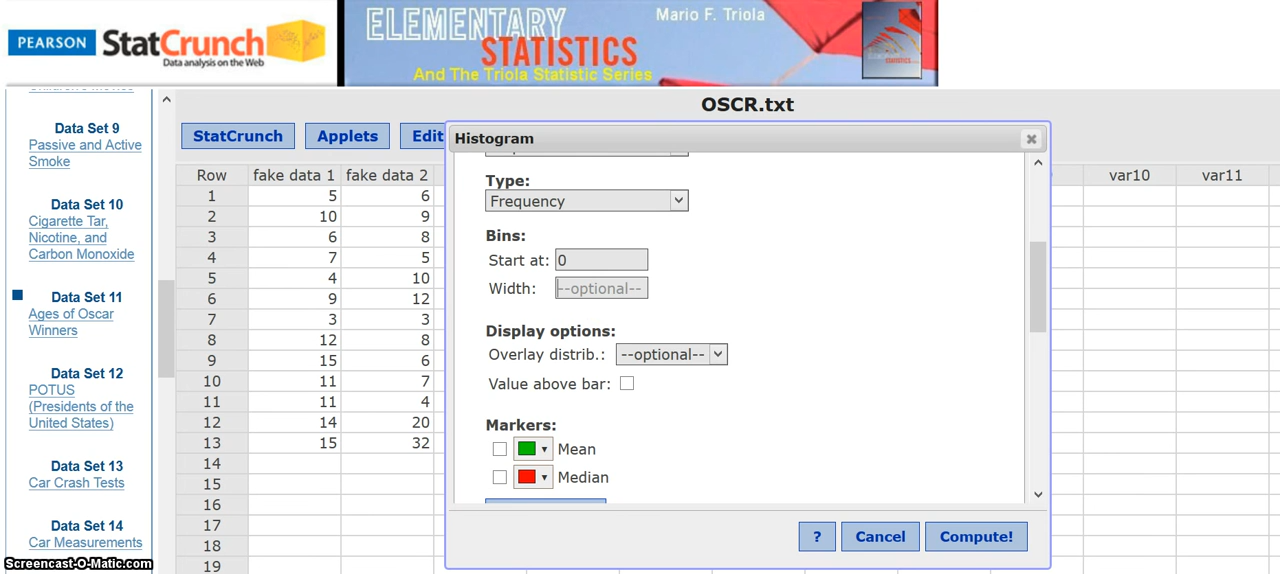 PEARSON StatCrunch
Data analysis on the Web
ELEMENTARY
STATISTICS
And The Triola Statistic Series
Mario F. Triola
Data Set 9
Passive and Active
Smoke
Data Set 10
Cigarette Tar,
Nicotine, and
Carbon Monoxide
Data Set 11
Ages of Oscar
Winners
Data Set 12
POTUS
(Presidents of the
United States)
Data Set 13
Car Crash Tests
Data Set 14
Car Measurements
Screencast-O-Matic.com
OSCR.txt
StatCrunch Applets Edit
Row fake data 1 fake data 2 var10 var11
1 5 6
2 10 9
3 6 8
4 7 5
5 4 10
6 9 12
7 3 3
8 12 8
9 15 6
10 11 7
11 11 4
12 14 20
13 15 32
14
15
16
17
18
19
Histogram
Type:
Frequency
Bins:
Start at: 0
Width: --optional--
Display options:
Overlay distrib.: --optional--
Value above bar:
Markers:
Mean
Median
? Cancel Compute!